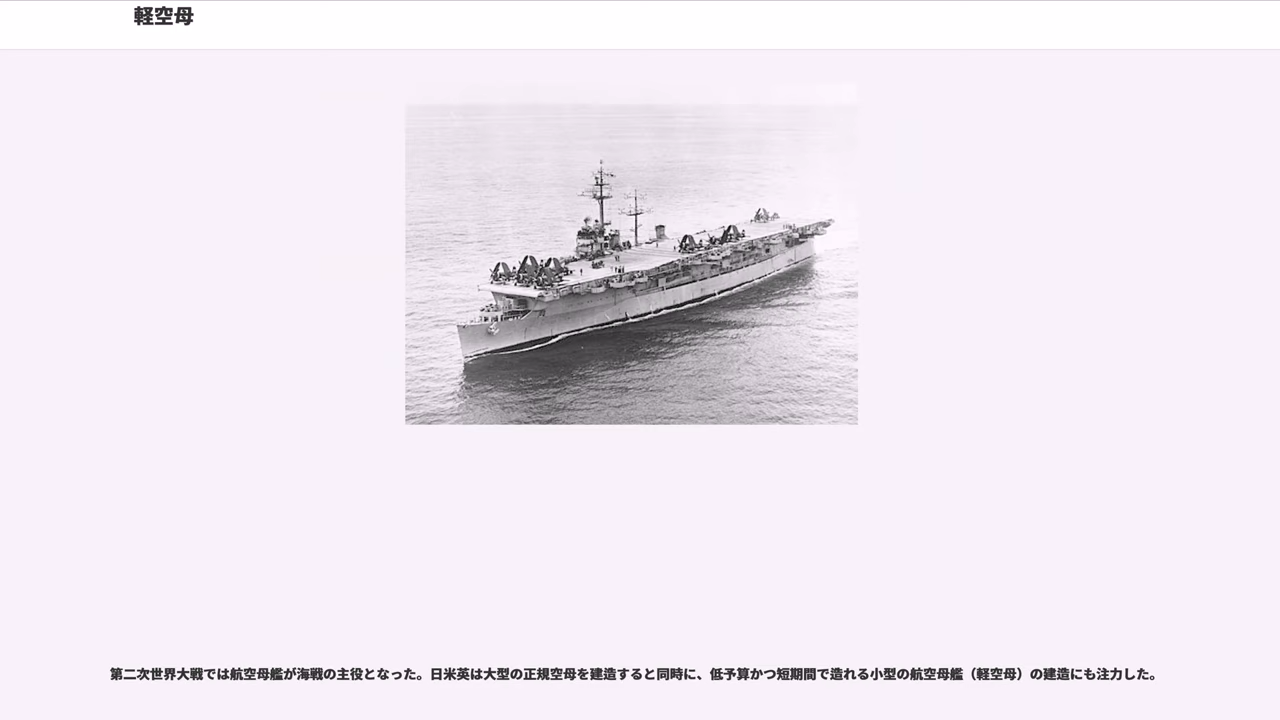 軽空母
第二次世界大戦では航空母艦が海戦の主役となった。日米英は大型の正規空母を建造すると同時に、低予算かつ短期間で造れる小型の航空母艦（軽空母）の建造にも注力した。